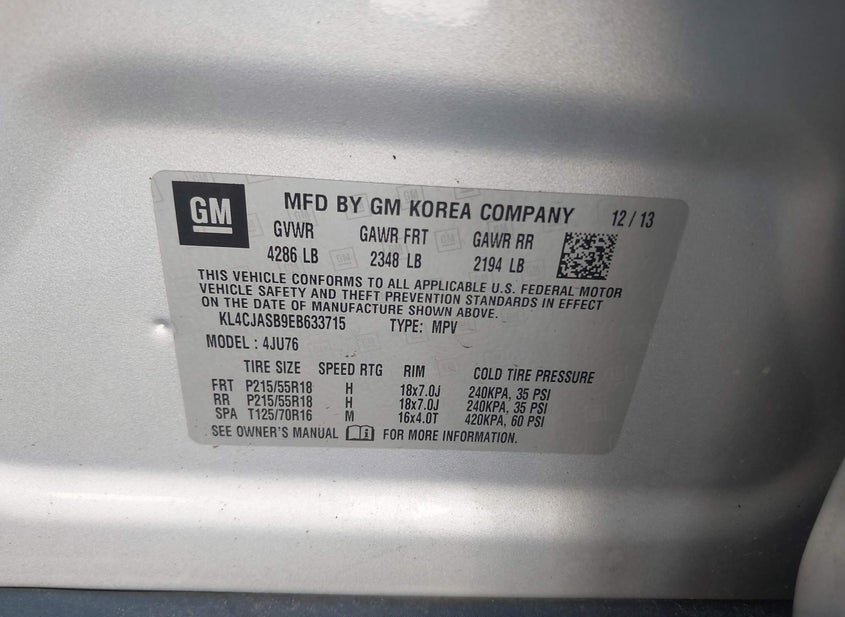 GM
MFD BY GM KOREA COMPANY 12 / 13
GVWR GAWR FRT GAWR RR
4286 LB 2348 LB 2194 LB
THIS VEHICLE CONFORMS TO ALL APPLICABLE U.S. FEDERAL MOTOR
VEHICLE SAFETY AND THEFT PREVENTION STANDARDS IN EFFECT
ON THE DATE OF MANUFACTURE SHOWN ABOVE.
KL4CJASB9EB633715 TYPE: MPV
MODEL : 4JU76
TIRE SIZE SPEED RTG RIM COLD TIRE PRESSURE
FRT P215/55R18 H 18x7.0J 240KPA, 35 PSI
RR P215/55R18 H 18x7.0J 240KPA, 35 PSI
SPA T125/70R16 M 16x4.0T 420KPA, 60 PSI
SEE OWNER'S MANUAL FOR MORE INFORMATION.